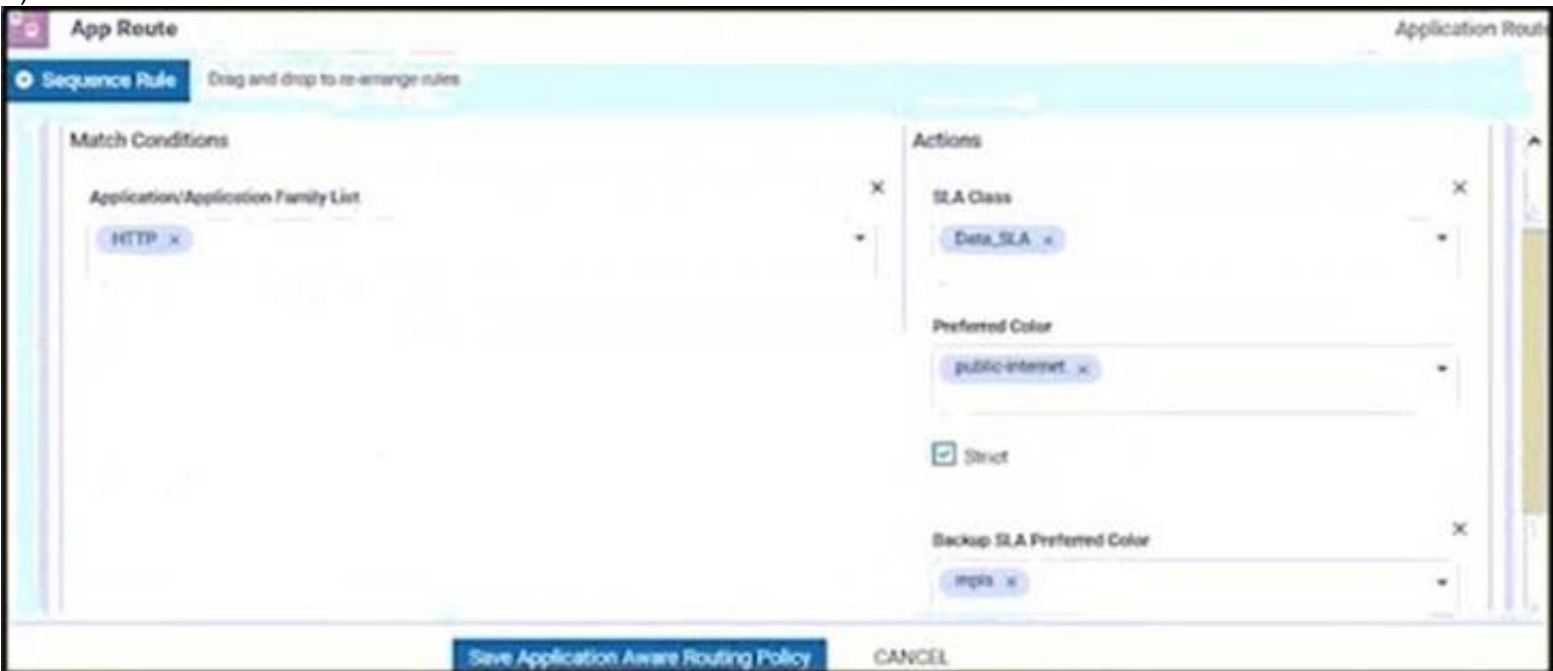 App Route
Application Route
Sequence Rule Drag and drop to re-arrange rules
Match Conditions
Actions
Application/Application Family List
SLA Class
HTTP ×
Data_SLA ×
Preferred Color
public-internet ×
Strict
Backup SLA Preferred Color
mpls ×
Save Application Aware Routing Policy CANCEL